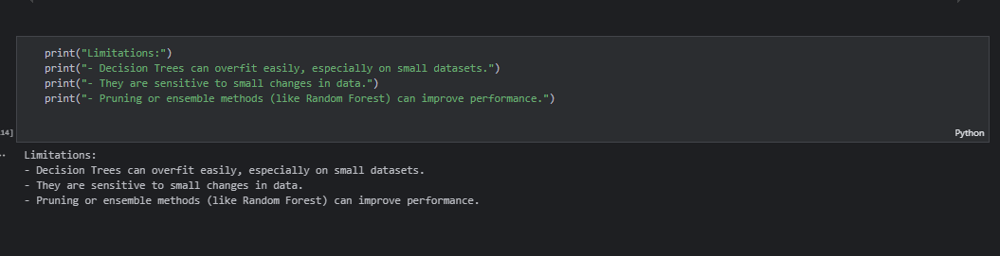 print("Limitations:")
print("- Decision Trees can overfit easily, especially on small datasets.")
print("- They are sensitive to small changes in data.")
print("- Pruning or ensemble methods (like Random Forest) can improve performance.")
14]
Python
Limitations:
- Decision Trees can overfit easily, especially on small datasets.
- They are sensitive to small changes in data.
- Pruning or ensemble methods (like Random Forest) can improve performance.